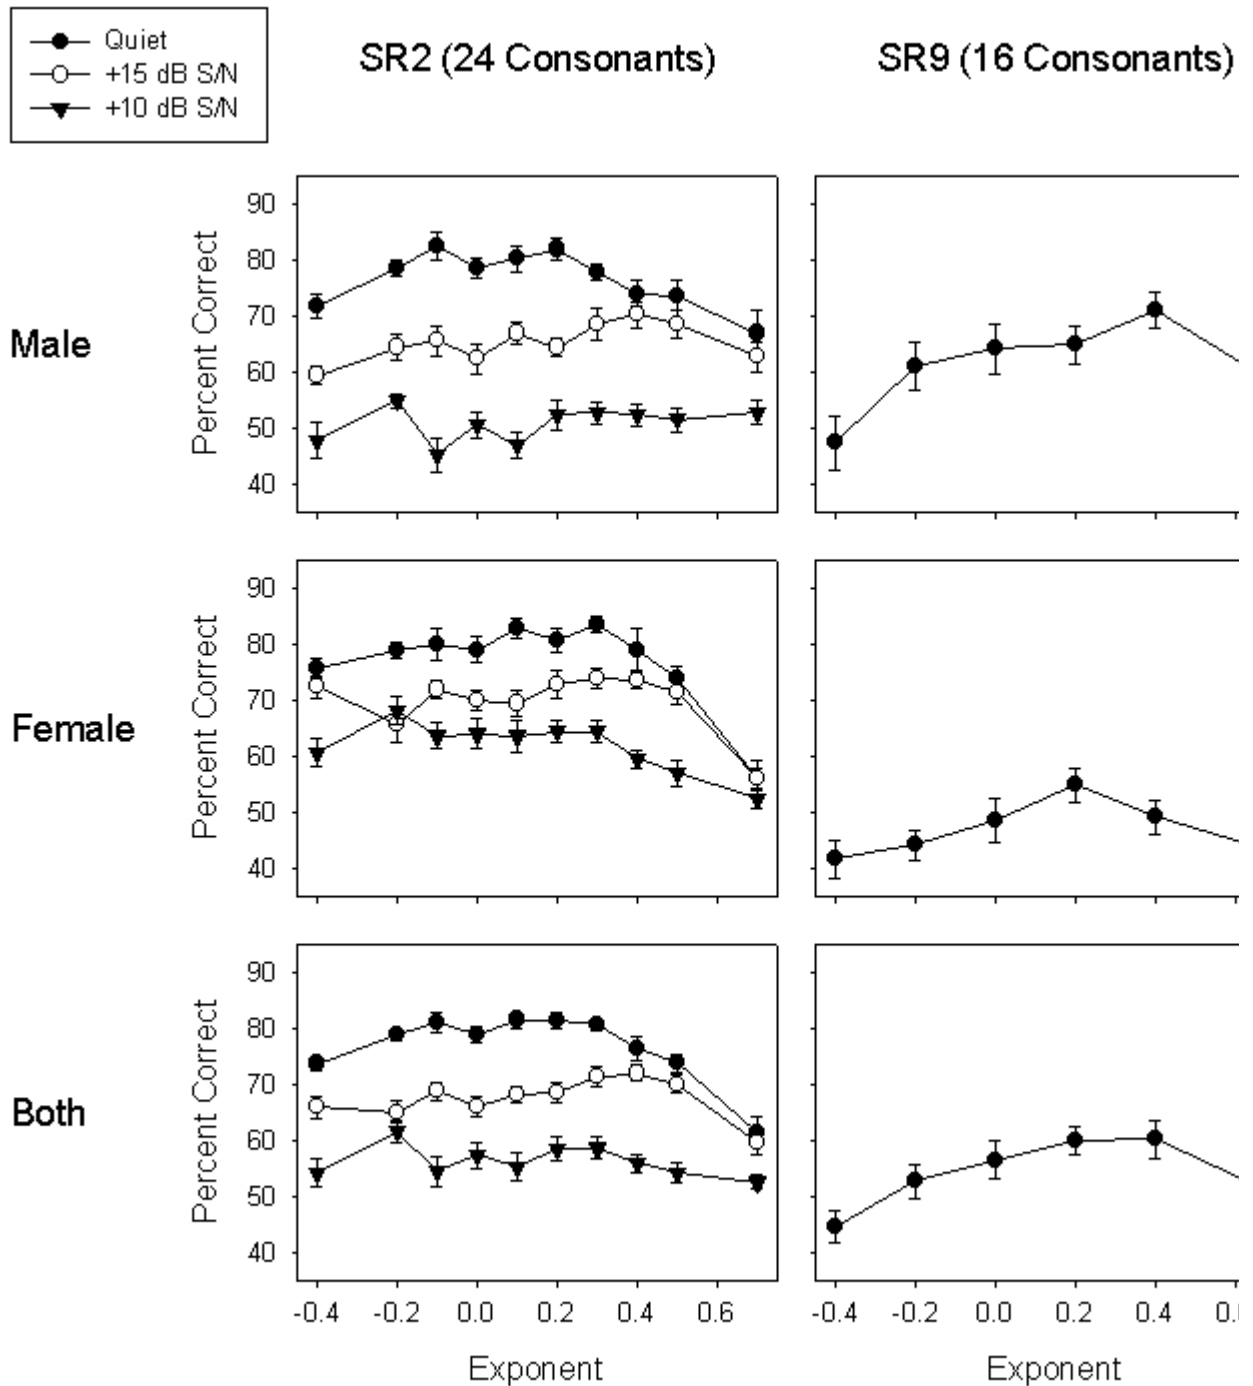 Quiet
+15 dB S/N
+10 dB S/N
SR2 (24 Consonants)
SR9 (16 Consonants)
Male
Percent Correct
90
80
70
60
50
40
Female
Percent Correct
90
80
70
60
50
40
Both
Percent Correct
90
80
70
60
50
40
-0.4 -0.2 0.0 0.2 0.4 0.6
-0.4 -0.2 0.0 0.2 0.4
Exponent
Exponent